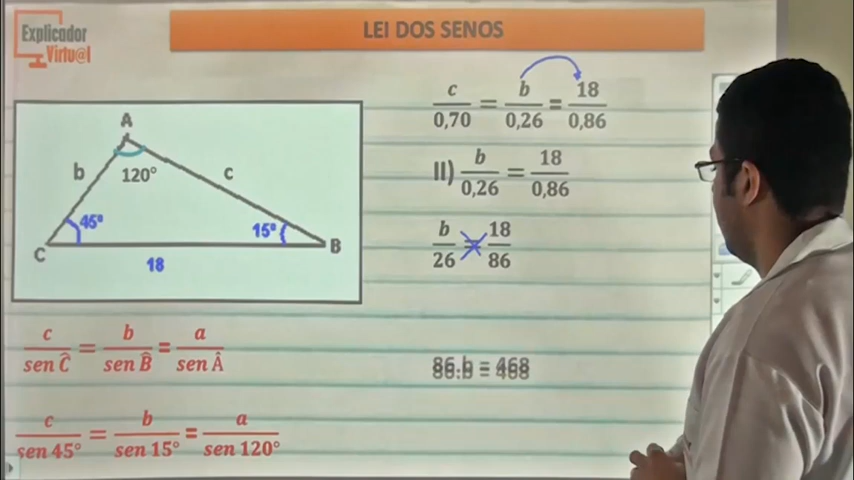 Explicador
Virtu@l
LEI DOS SENOS
A
b
c
120°
45°
15°
C
B
18
c/0,70 = b/0,26 = 18/0,86
II) b/0,26 = 18/0,86
b/26 = 18/86
86.b = 468
c/sen Ĉ = b/sen B̂ = a/sen Â
c/sen 45° = b/sen 15° = a/sen 120°